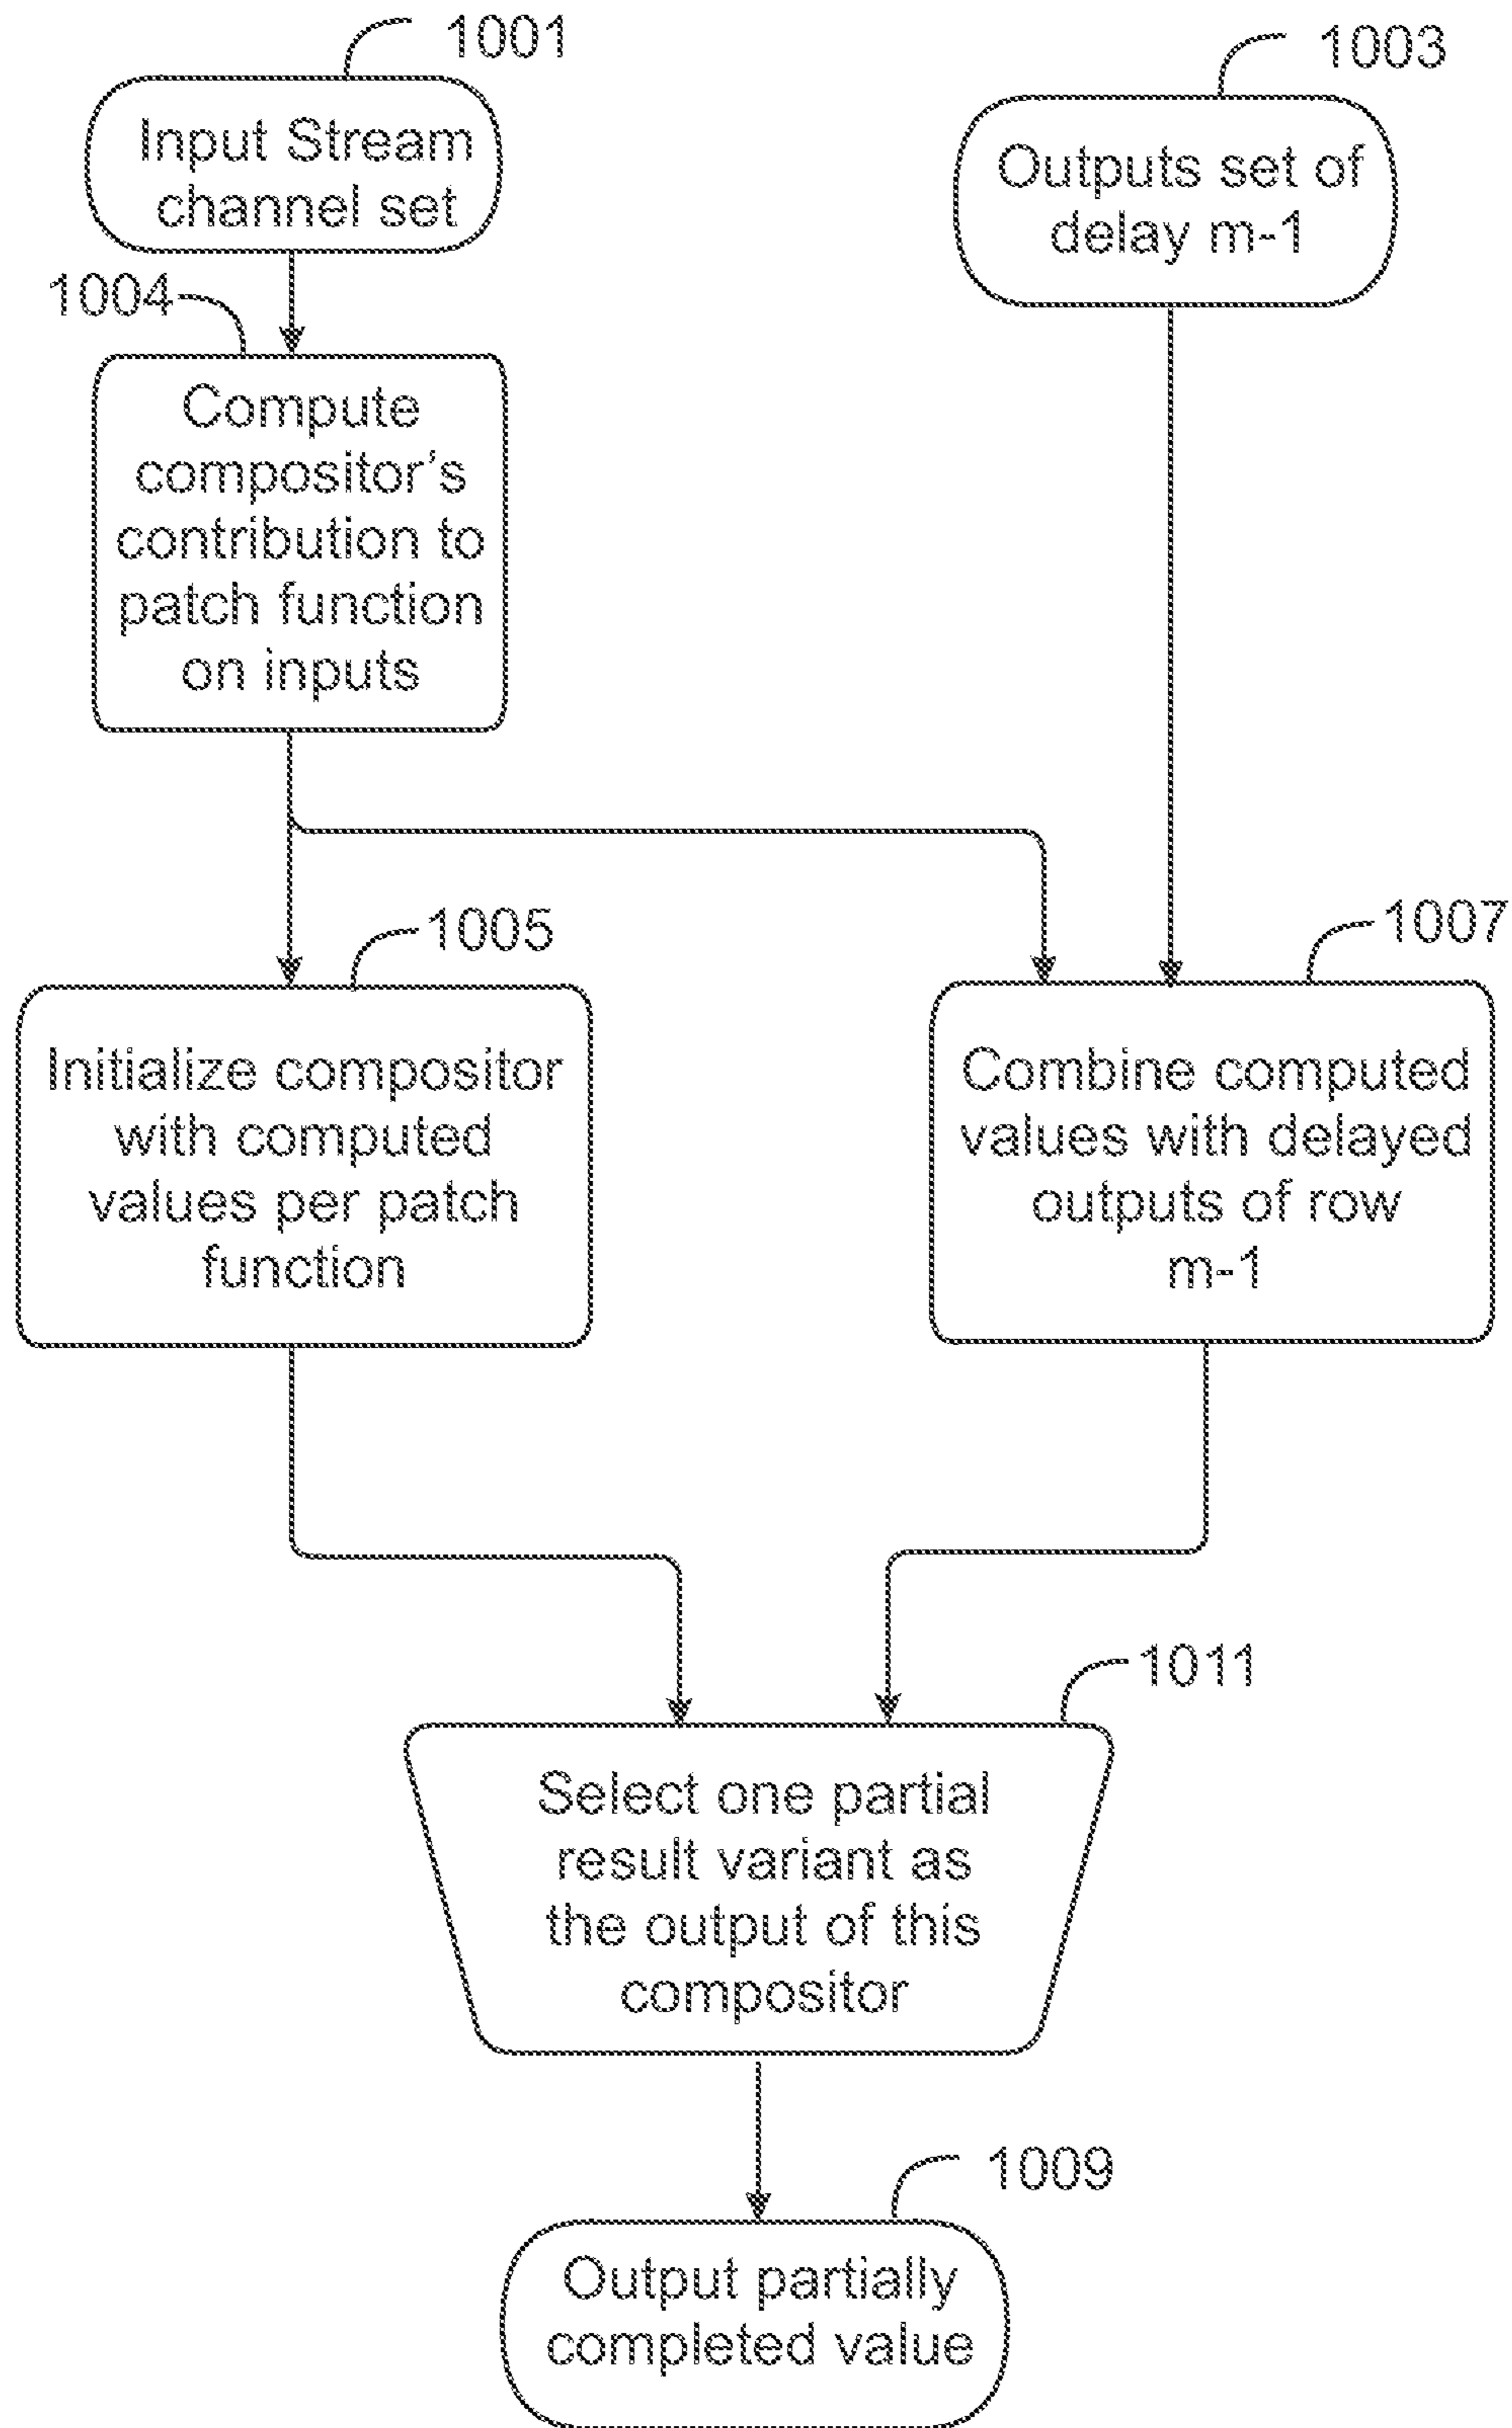 1001
Input Stream
channel set
1003
Outputs set of
delay m-1
1004
Compute
compositor's
contribution to
patch function
on inputs
1005
Initialize compositor
with computed
values per patch
function
1007
Combine computed
values with delayed
outputs of row
m-1
1011
Select one partial
result variant as
the output of this
compositor
1009
Output partially
completed value